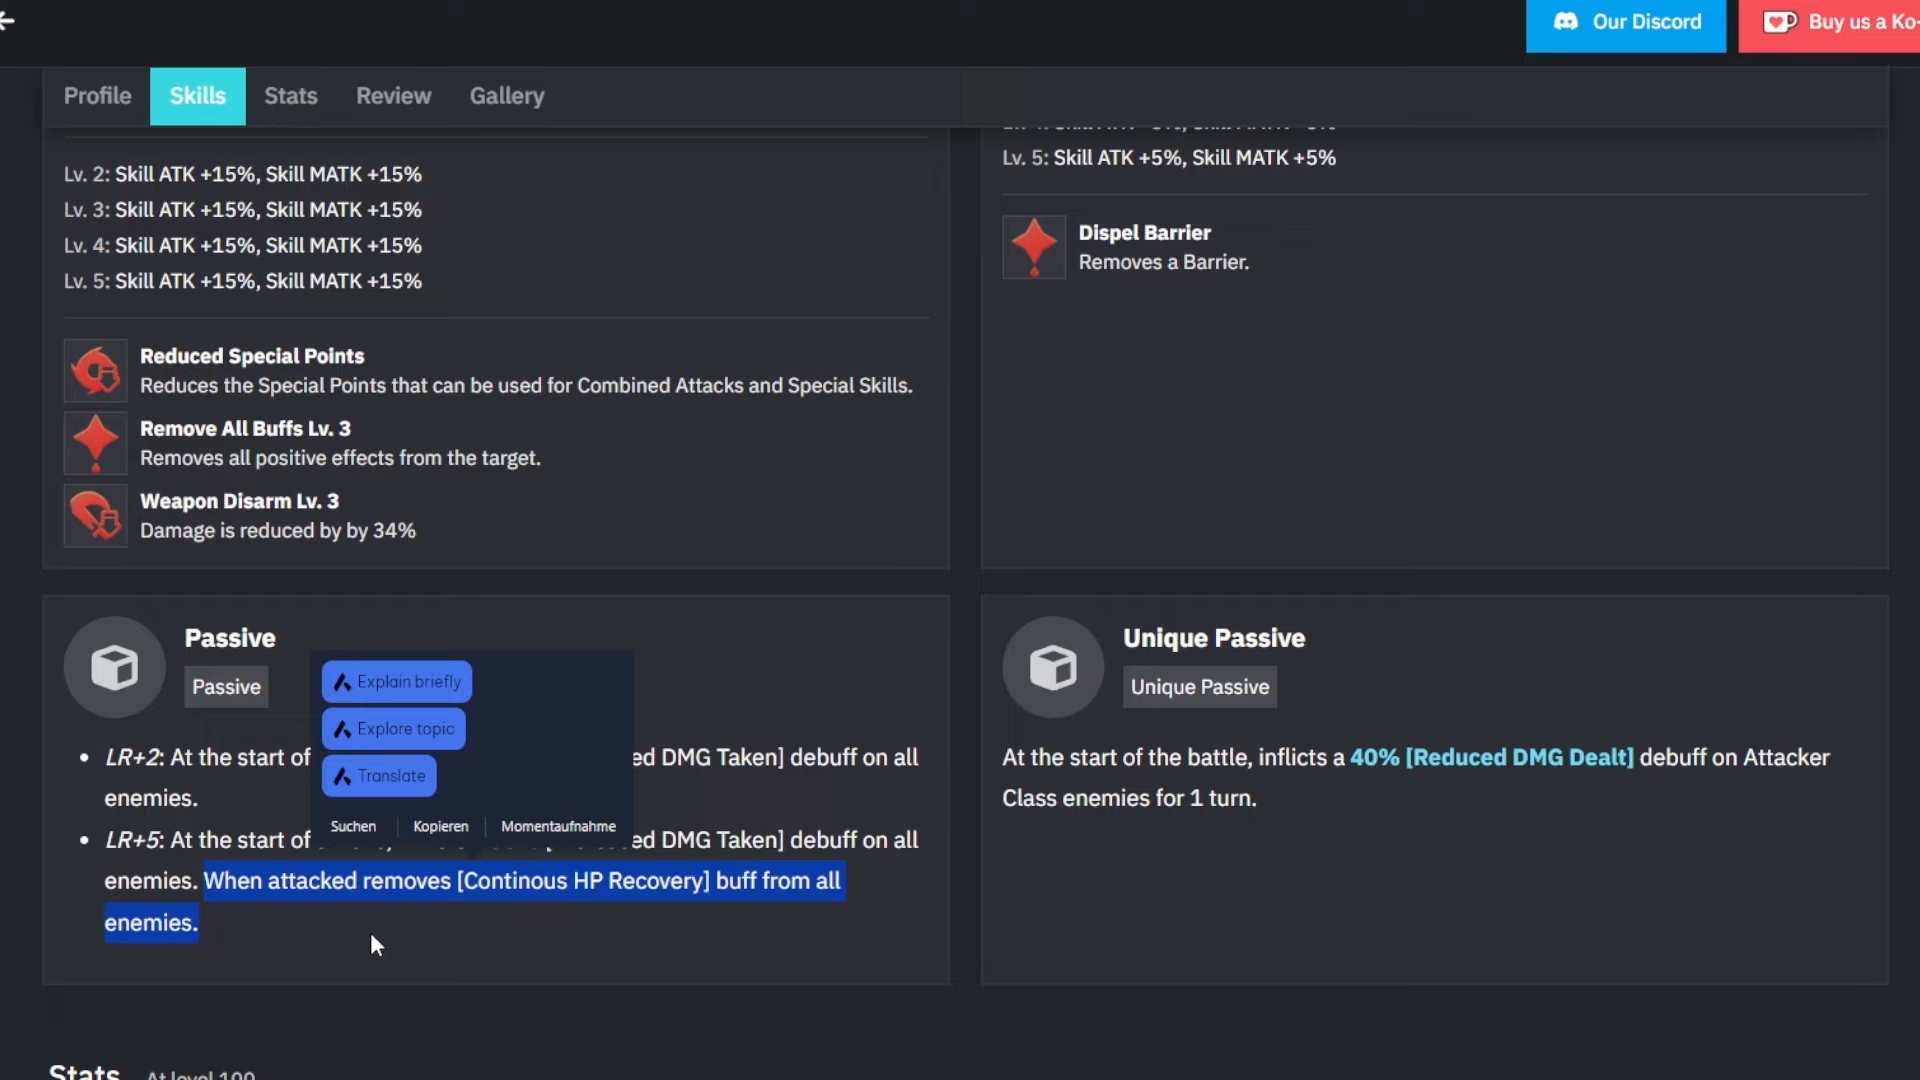 Our Discord
Buy us a Ko-
Profile
Skills
Stats
Review
Gallery
Lv. 2: Skill ATK +15%, Skill MATK +15%
Lv. 3: Skill ATK +15%, Skill MATK +15%
Lv. 4: Skill ATK +15%, Skill MATK +15%
Lv. 5: Skill ATK +15%, Skill MATK +15%
Reduced Special Points
Reduces the Special Points that can be used for Combined Attacks and Special Skills.
Remove All Buffs Lv. 3
Removes all positive effects from the target.
Weapon Disarm Lv. 3
Damage is reduced by by 34%
Lv. 5: Skill ATK +5%, Skill MATK +5%
Dispel Barrier
Removes a Barrier.
Passive
Passive
Explain briefly
Explore topic
Translate
Suchen
Kopieren
Momentaufnahme
• LR+2: At the start of ed DMG Taken] debuff on all
enemies.
• LR+5: At the start of ed DMG Taken] debuff on all
enemies. When attacked removes [Continous HP Recovery] buff from all
enemies.
Unique Passive
Unique Passive
At the start of the battle, inflicts a 40% [Reduced DMG Dealt] debuff on Attacker
Class enemies for 1 turn.
Stats At level 100